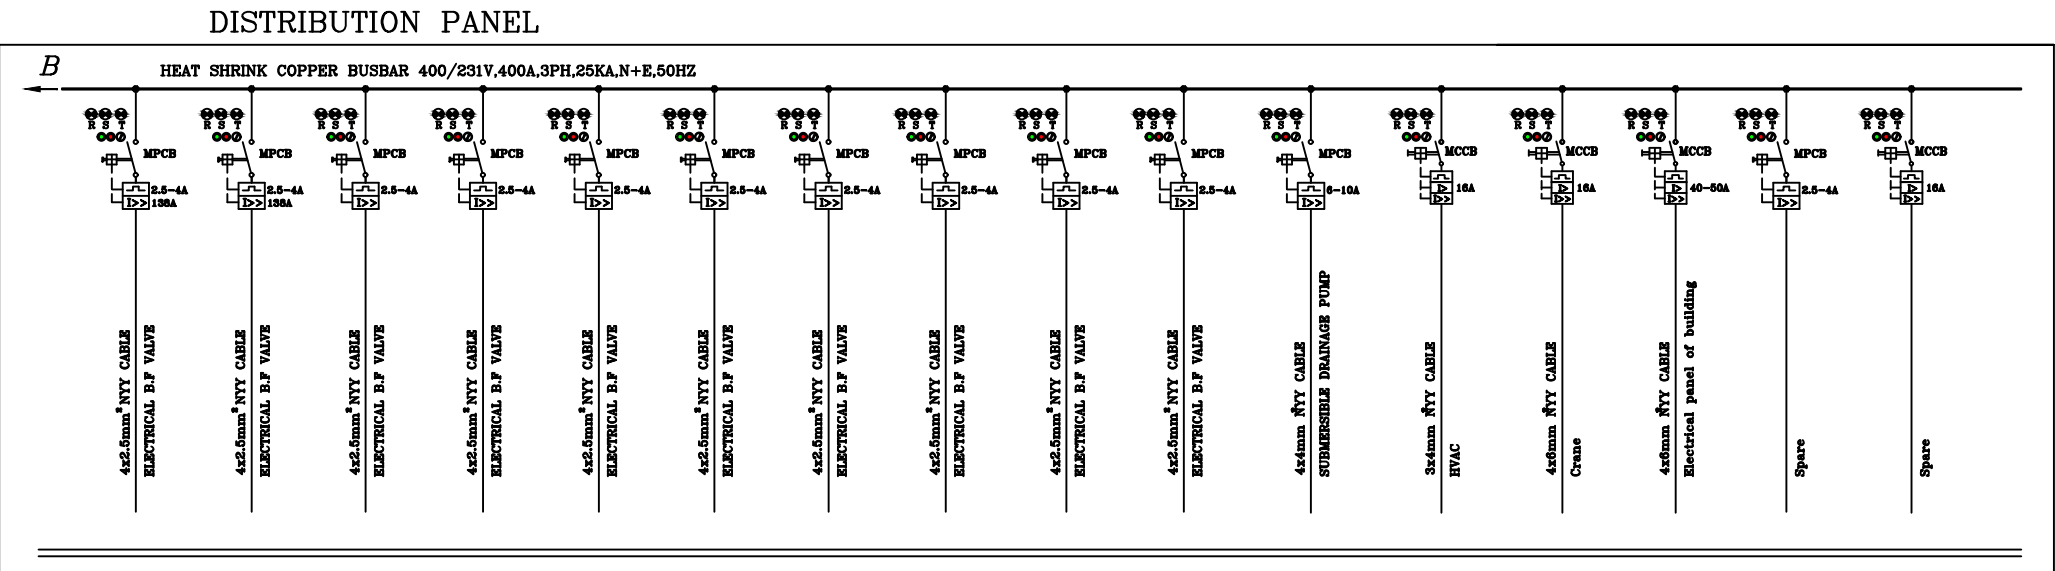 DISTRIBUTION PANEL
B
HEAT SHRINK COPPER BUSBAR 400/231V,400A,3PH,25KA,N+E,50HZ
R S T
MPCB
2.5-4A
138A
4x2.5mm² NYY CABLE
ELECTRICAL B.F VALVE
R S T
MPCB
2.5-4A
138A
I>>
4x2.5mm² NYY CABLE
ELECTRICAL B.F VALVE
R S T
MPCB
2.5-4A
I>>
4x2.5mm² NYY CABLE
ELECTRICAL B.F VALVE
R S T
MPCB
2.5-4A
I>>
4x2.5mm² NYY CABLE
ELECTRICAL B.F VALVE
R S T
MPCB
2.5-4A
I>>
4x2.5mm² NYY CABLE
ELECTRICAL B.F VALVE
R S T
MPCB
2.5-4A
I>>
4x2.5mm² NYY CABLE
ELECTRICAL B.F VALVE
R S T
MPCB
2.5-4A
I>>
4x2.5mm² NYY CABLE
ELECTRICAL B.F VALVE
R S T
MPCB
2.5-4A
I>>
4x2.5mm² NYY CABLE
ELECTRICAL B.F VALVE
R S T
MPCB
2.5-4A
I>>
4x2.5mm² NYY CABLE
ELECTRICAL B.F VALVE
R S T
MPCB
2.5-4A
I>>
4x2.5mm² NYY CABLE
ELECTRICAL B.F VALVE
R S T
MPCB
6-10A
I>>
4x4mm² NYY CABLE
SUBMERSIBLE DRAINAGE PUMP
R S T
MCCB
I>
16A
I>>
3x4mm² NYY CABLE
HVAC
R S T
MCCB
I>
16A
I>>
4x6mm² NYY CABLE
Crane
R S T
MCCB
I>
40-50A
I>>
4x6mm² NYY CABLE
Electrical panel of building
R S T
MPCB
2.5-4A
I>>
Spare
R S T
MCCB
I>
16A
I>>
Spare